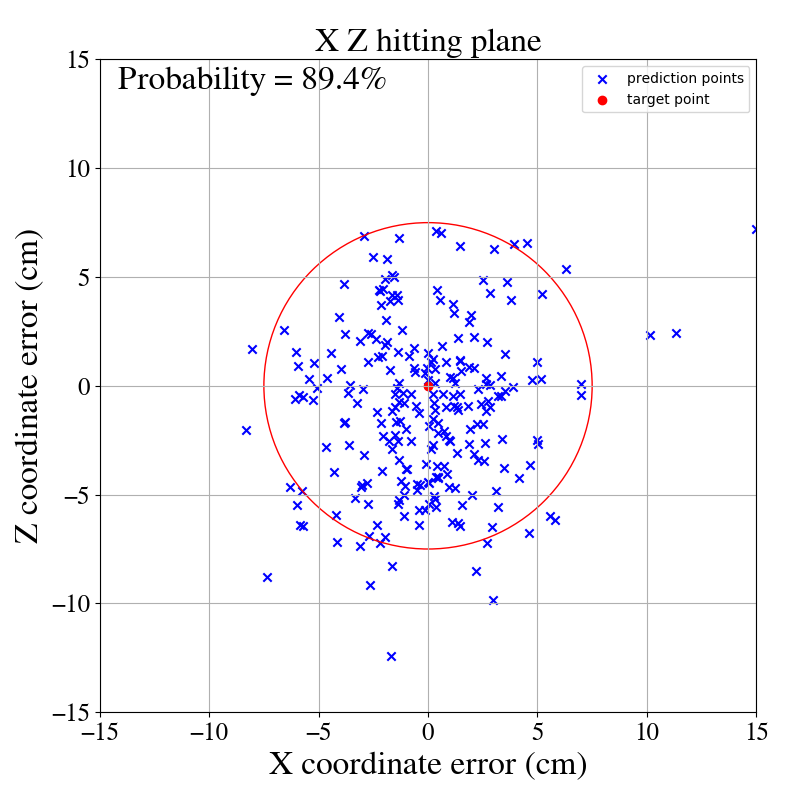 X Z hitting plane
Probability = 89.4%
prediction points
target point
15
10
5
0
−5
−10
−15
Z coordinate error (cm)
−15 −10 −5 0 5 10 15
X coordinate error (cm)